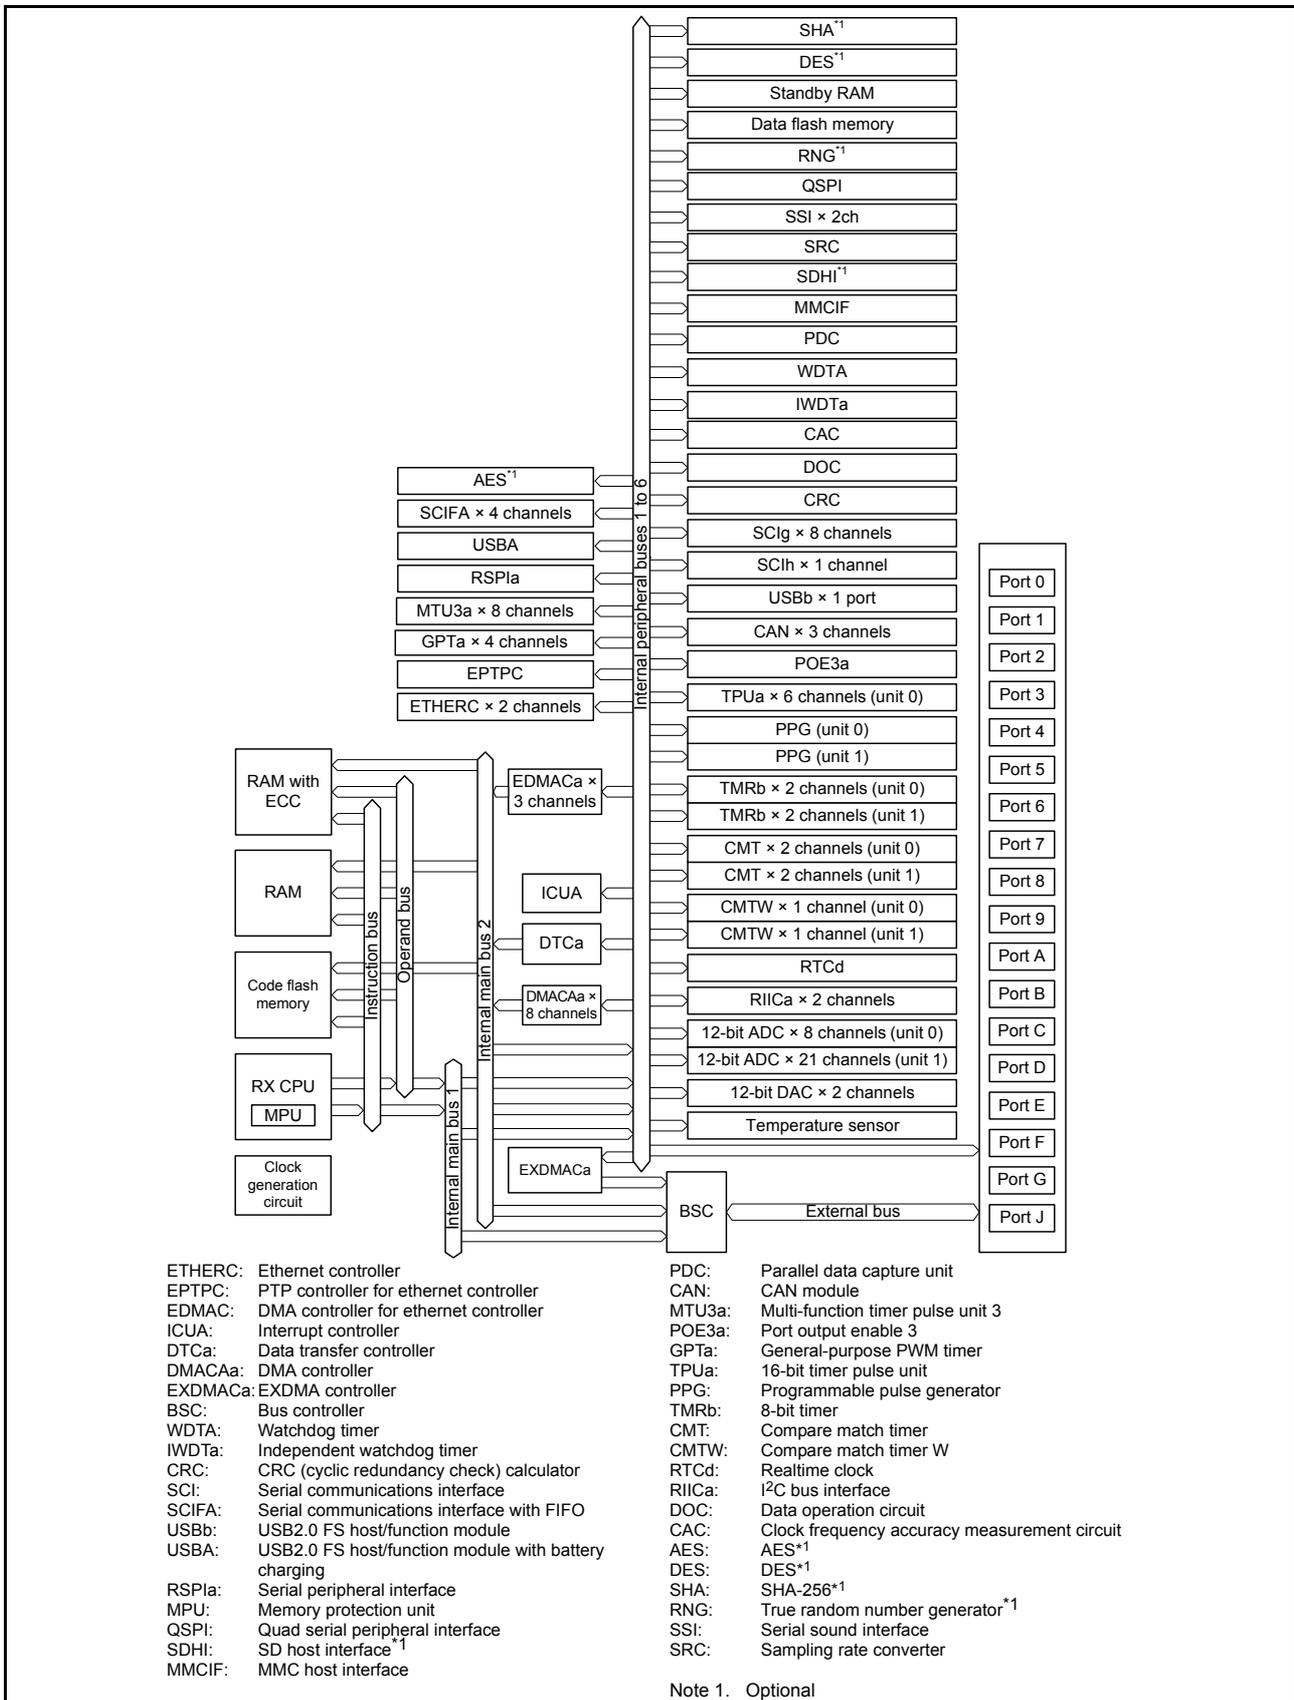 SHA*1
DES*1
Standby RAM
Data flash memory
RNG*1
QSPI
SSI × 2ch
SRC
SDHI*1
MMCIF
PDC
WDTA
IWDTa
CAC
DOC
CRC
SCIg × 8 channels
SCIh × 1 channel
USBb × 1 port
CAN × 3 channels
POE3a
TPUa × 6 channels (unit 0)
PPG (unit 0)
PPG (unit 1)
TMRb × 2 channels (unit 0)
TMRb × 2 channels (unit 1)
CMT × 2 channels (unit 0)
CMT × 2 channels (unit 1)
CMTW × 1 channel (unit 0)
CMTW × 1 channel (unit 1)
RTCd
RIICa × 2 channels
12-bit ADC × 8 channels (unit 0)
12-bit ADC × 21 channels (unit 1)
12-bit DAC × 2 channels
Temperature sensor
Internal peripheral buses 1 to 6
AES*1
SCIFA × 4 channels
USBA
RSPIa
MTU3a × 8 channels
GPTa × 4 channels
EPTPC
ETHERC × 2 channels
RAM with
ECC
RAM
Code flash
memory
RX CPU
MPU
Clock
generation
circuit
Instruction bus
Operand bus
Internal main bus 1
Internal main bus 2
EDMACa ×
3 channels
ICUA
DTCa
DMACAa ×
8 channels
EXDMACa
BSC
External bus
Port 0
Port 1
Port 2
Port 3
Port 4
Port 5
Port 6
Port 7
Port 8
Port 9
Port A
Port B
Port C
Port D
Port E
Port F
Port G
Port J
ETHERC: Ethernet controller
EPTPC: PTP controller for ethernet controller
EDMAC: DMA controller for ethernet controller
ICUA: Interrupt controller
DTCa: Data transfer controller
DMACAa: DMA controller
EXDMACa: EXDMA controller
BSC: Bus controller
WDTA: Watchdog timer
IWDTa: Independent watchdog timer
CRC: CRC (cyclic redundancy check) calculator
SCI: Serial communications interface
SCIFA: Serial communications interface with FIFO
USBb: USB2.0 FS host/function module
USBA: USB2.0 FS host/function module with battery
charging
RSPIa: Serial peripheral interface
MPU: Memory protection unit
QSPI: Quad serial peripheral interface
SDHI: SD host interface*1
MMCIF: MMC host interface
PDC: Parallel data capture unit
CAN: CAN module
MTU3a: Multi-function timer pulse unit 3
POE3a: Port output enable 3
GPTa: General-purpose PWM timer
TPUa: 16-bit timer pulse unit
PPG: Programmable pulse generator
TMRb: 8-bit timer
CMT: Compare match timer
CMTW: Compare match timer W
RTCd: Realtime clock
RIICa: I2C bus interface
DOC: Data operation circuit
CAC: Clock frequency accuracy measurement circuit
AES: AES*1
DES: DES*1
SHA: SHA-256*1
RNG: True random number generator*1
SSI: Serial sound interface
SRC: Sampling rate converter
Note 1. Optional